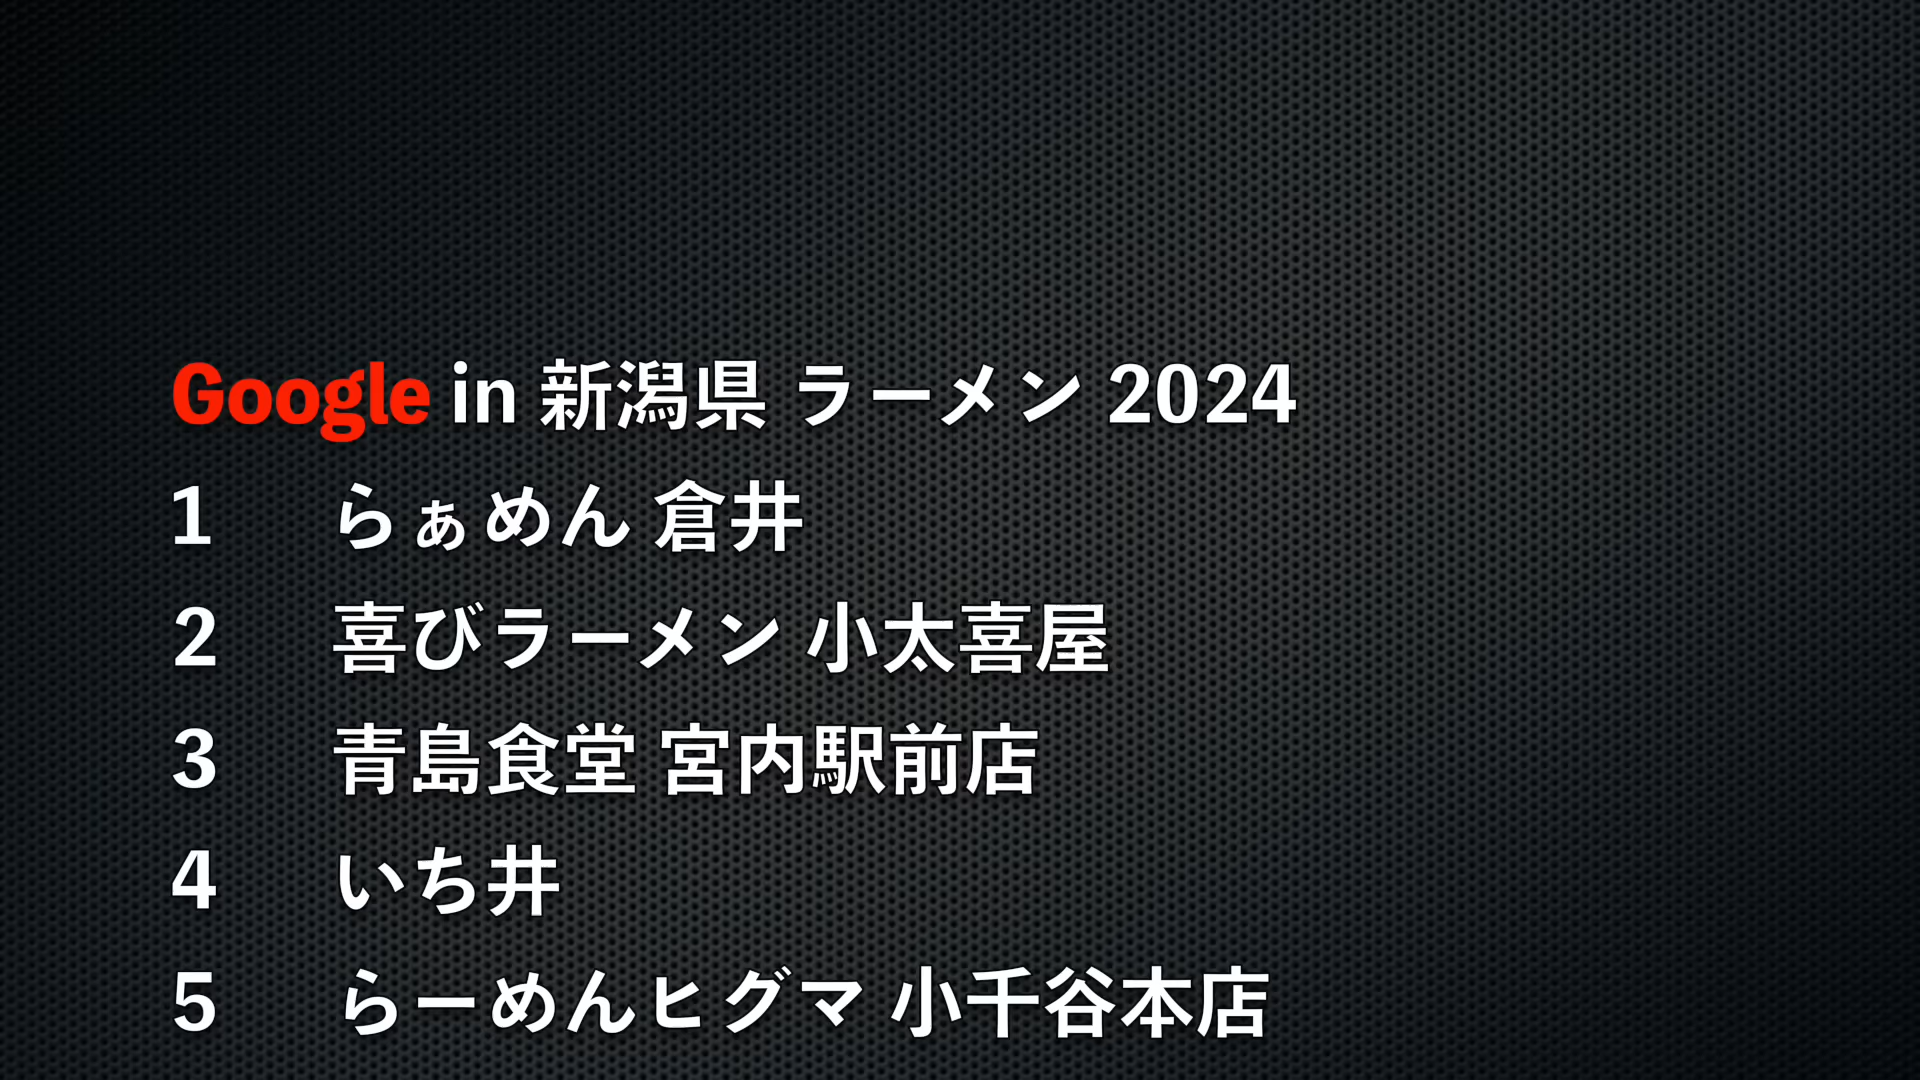 Google in 新潟県 ラーメン 2024
1 らぁめん 倉井
2 喜びラーメン 小太喜屋
3 青島食堂 宮内駅前店
4 いち井
5 らーめんヒグマ 小千谷本店